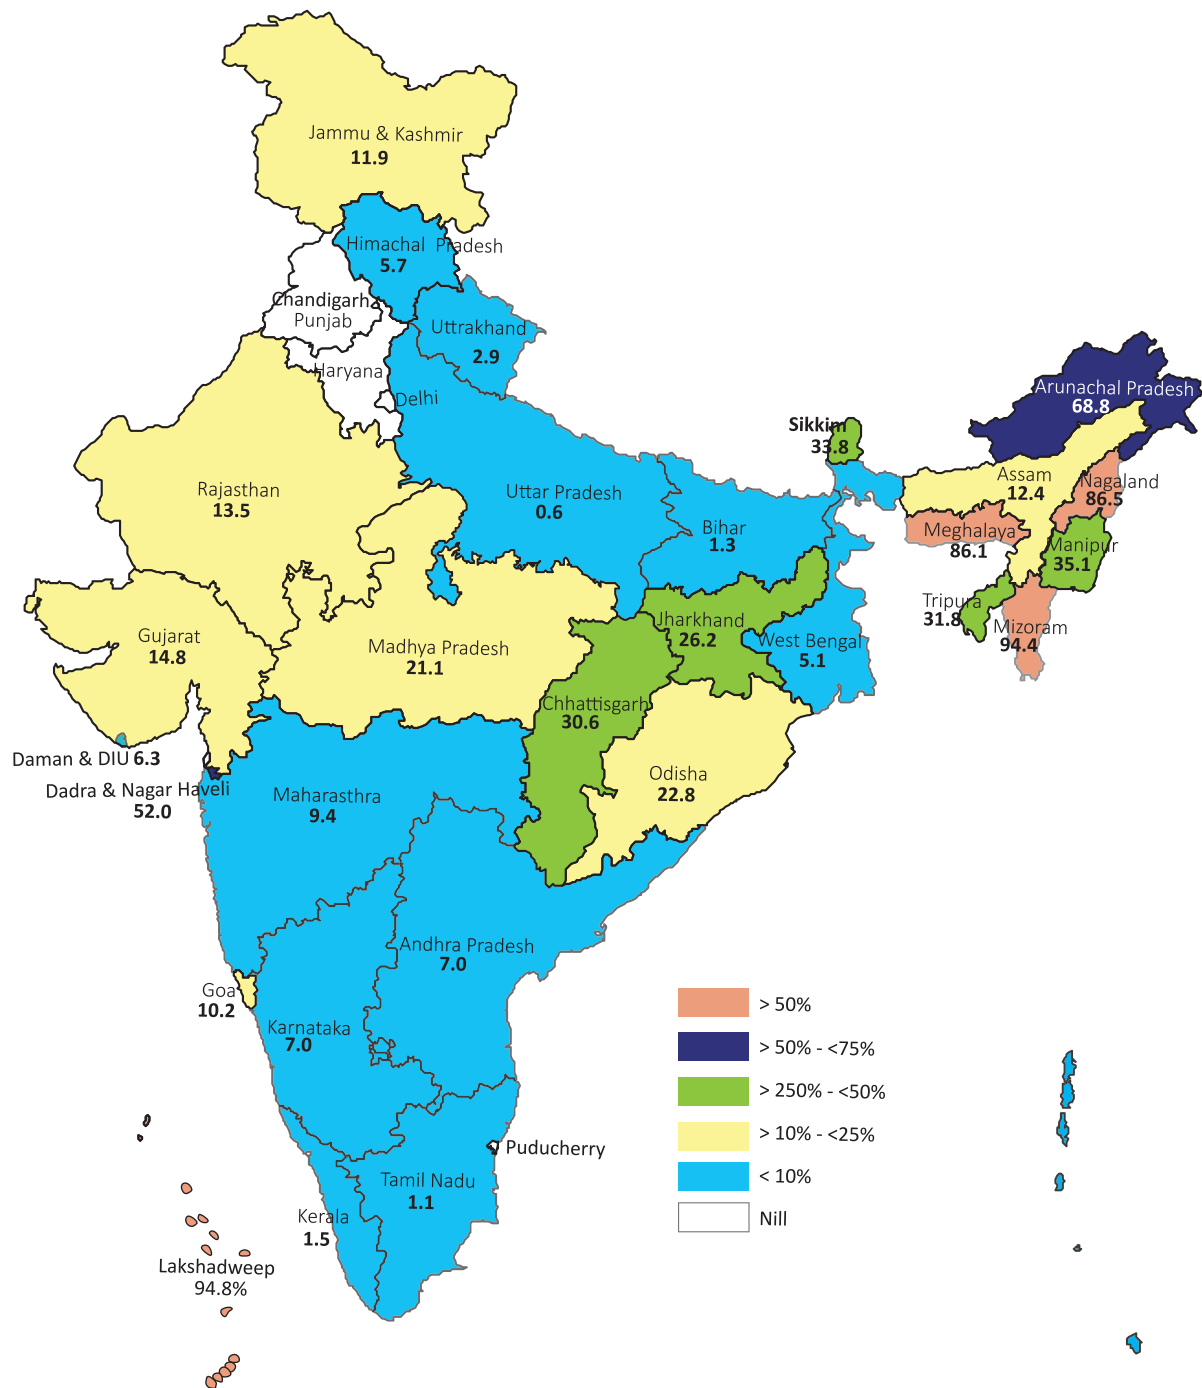 Jammu & Kashmir
11.9
Himachal Pradesh
5.7
Chandigarh
Punjab
Uttrakhand
2.9
Haryana
Delhi
Arunachal Pradesh
68.8
Sikkim
33.8
Assam
12.4
Nagaland
86.5
Rajasthan
13.5
Uttar Pradesh
0.6
Bihar
1.3
Meghalaya
86.1
Manipur
35.1
Tripura
31.8
Mizoram
94.4
Gujarat
14.8
Madhya Pradesh
21.1
Jharkhand
26.2
West Bengal
5.1
Chhattisgarh
30.6
Daman & DIU 6.3
Dadra & Nagar Haveli
52.0
Maharasthra
9.4
Odisha
22.8
Andhra Pradesh
7.0
Goa
10.2
Karnataka
7.0
> 50%
> 50% - <75%
> 250% - <50%
> 10% - <25%
< 10%
Nill
Puducherry
Tamil Nadu
1.1
Kerala
1.5
Lakshadweep
94.8%